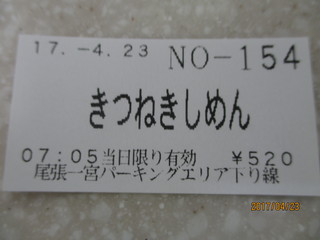 17.-4.23 NO-154
きつねきしめん
07:05当日限り有効 ¥520
尾張一宮パーキングエリア下り線
2017/04/23